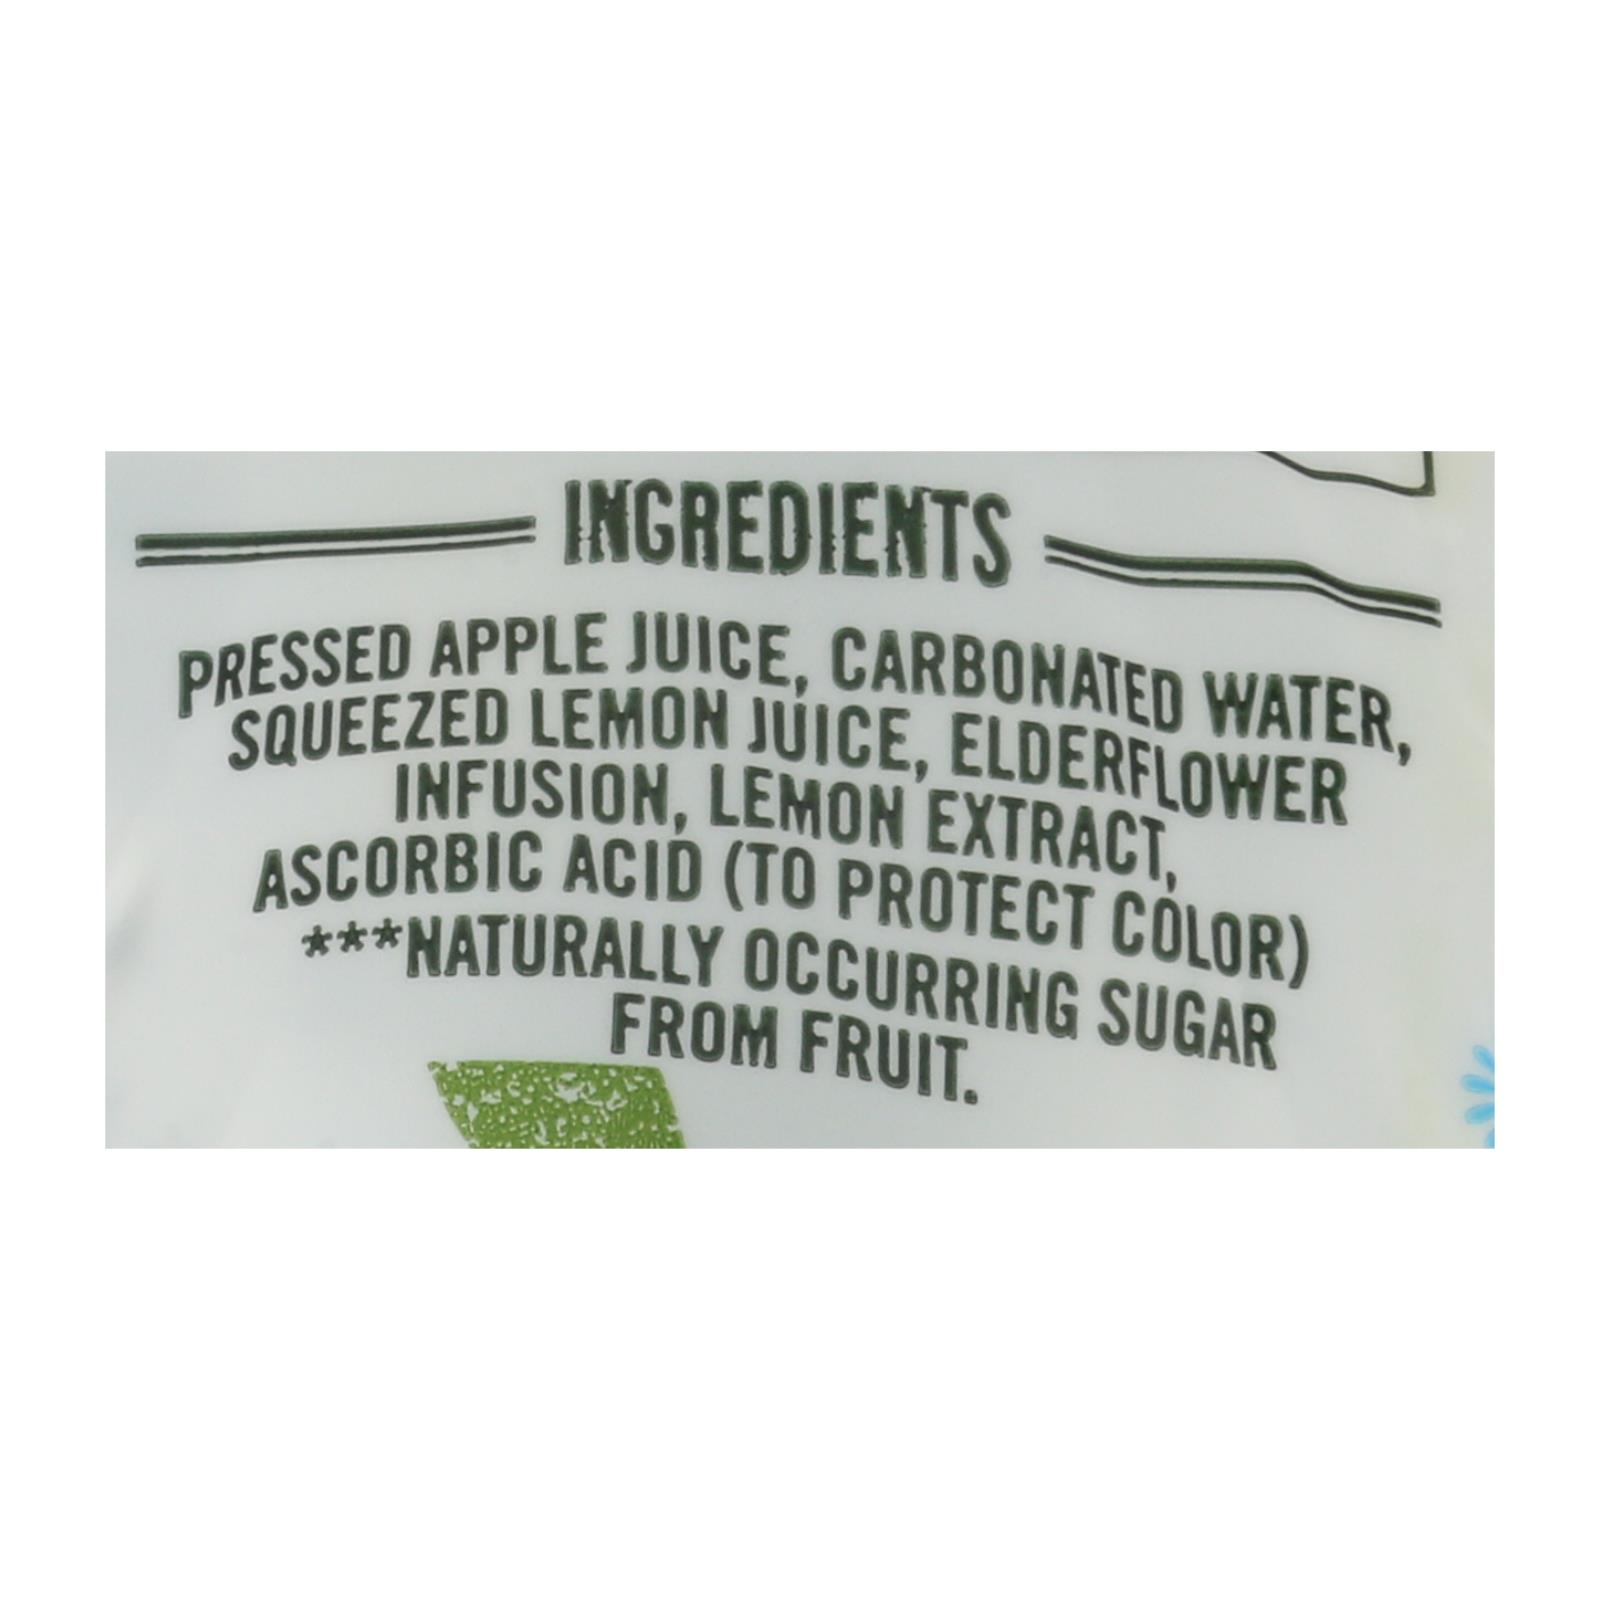 INGREDIENTS
PRESSED APPLE JUICE, CARBONATED WATER,
SQUEEZED LEMON JUICE, ELDERFLOWER
INFUSION, LEMON EXTRACT,
ASCORBIC ACID (TO PROTECT COLOR)
***NATURALLY OCCURRING SUGAR
FROM FRUIT.